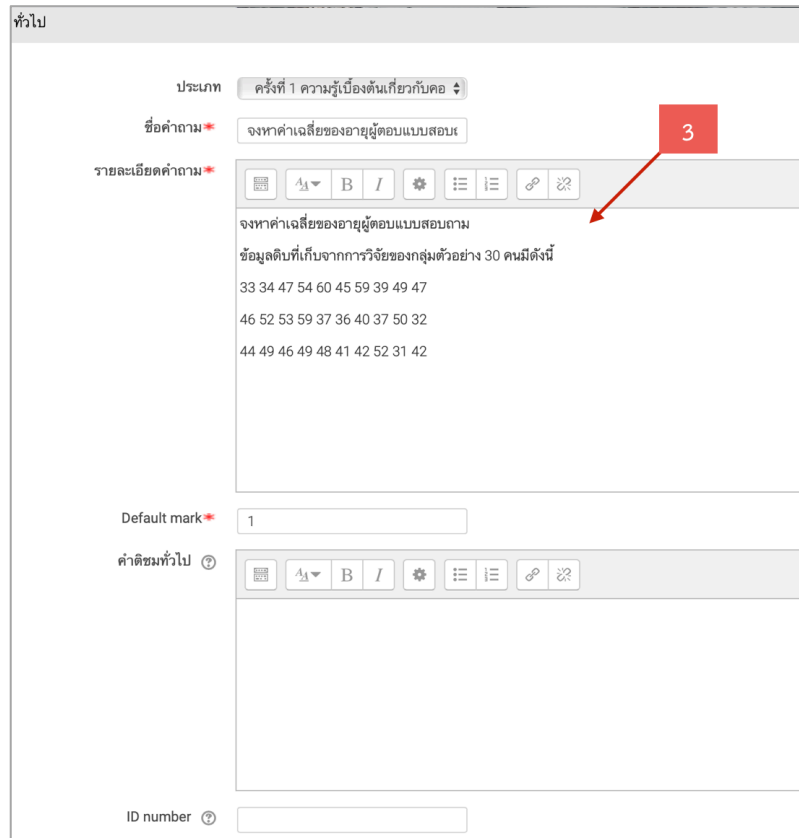 ทั่วไป
ประเภท ครั้งที่ 1 ความรู้เบื้องต้นเกี่ยวกับคอ
ชื่อคำถาม จงหาค่าเฉลี่ยของอายุผู้ตอบแบบสอบถ
3
รายละเอียดคำถาม
B I
จงหาค่าเฉลี่ยของอายุผู้ตอบแบบสอบถาม
ข้อมูลดิบที่เก็บจากการวิจัยของกลุ่มตัวอย่าง 30 คนมีดังนี้
33 34 47 54 60 45 59 39 49 47
46 52 53 59 37 36 40 37 50 32
44 49 46 49 48 41 42 52 31 42
Default mark 1
คำติชมทั่วไป
B I
ID number